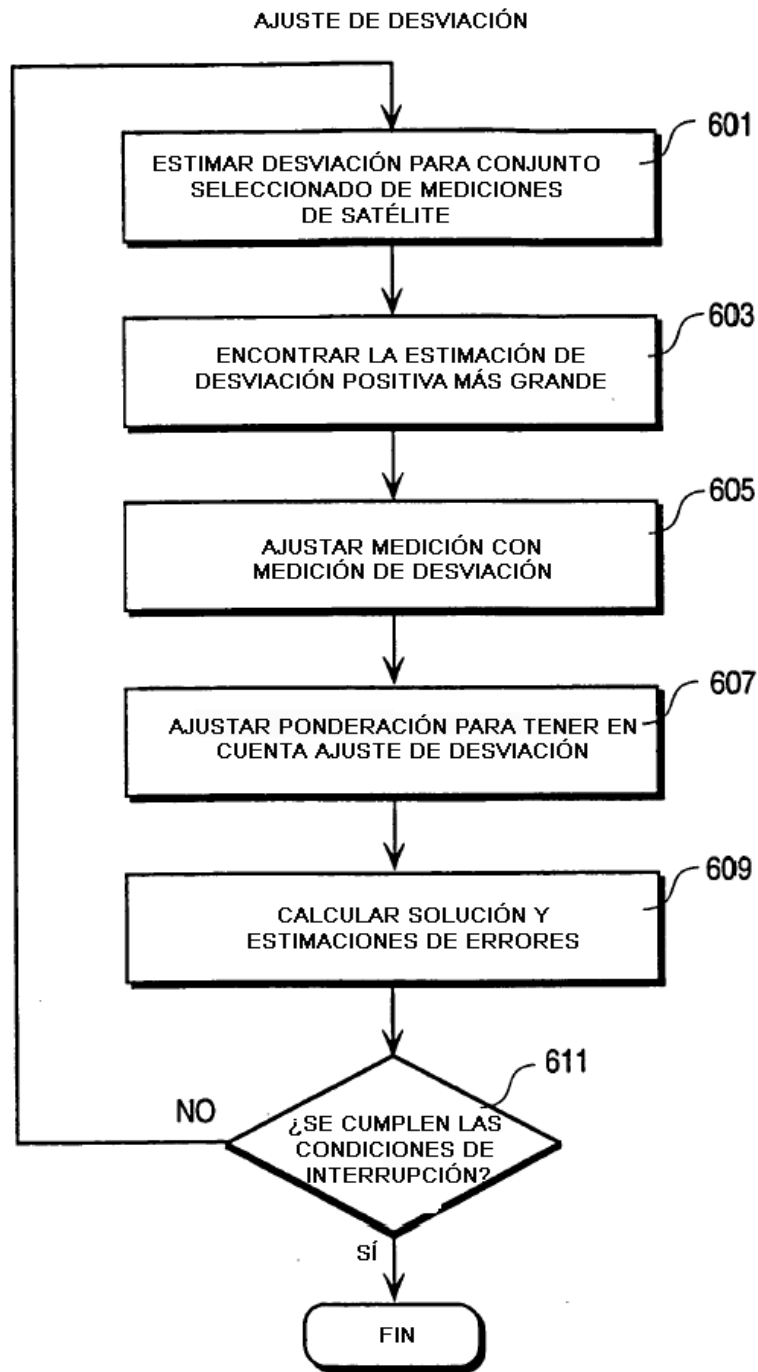 AJUSTE DE DESVIACIÓN
601
ESTIMAR DESVIACIÓN PARA CONJUNTO
SELECCIONADO DE MEDICIONES
DE SATÉLITE
603
ENCONTRAR LA ESTIMACIÓN DE
DESVIACIÓN POSITIVA MÁS GRANDE
605
AJUSTAR MEDICIÓN CON
MEDICIÓN DE DESVIACIÓN
607
AJUSTAR PONDERACIÓN PARA TENER EN
CUENTA AJUSTE DE DESVIACIÓN
609
CALCULAR SOLUCIÓN Y
ESTIMACIONES DE ERRORES
611
NO
¿SE CUMPLEN LAS
CONDICIONES DE
INTERRUPCIÓN?
SÍ
FIN